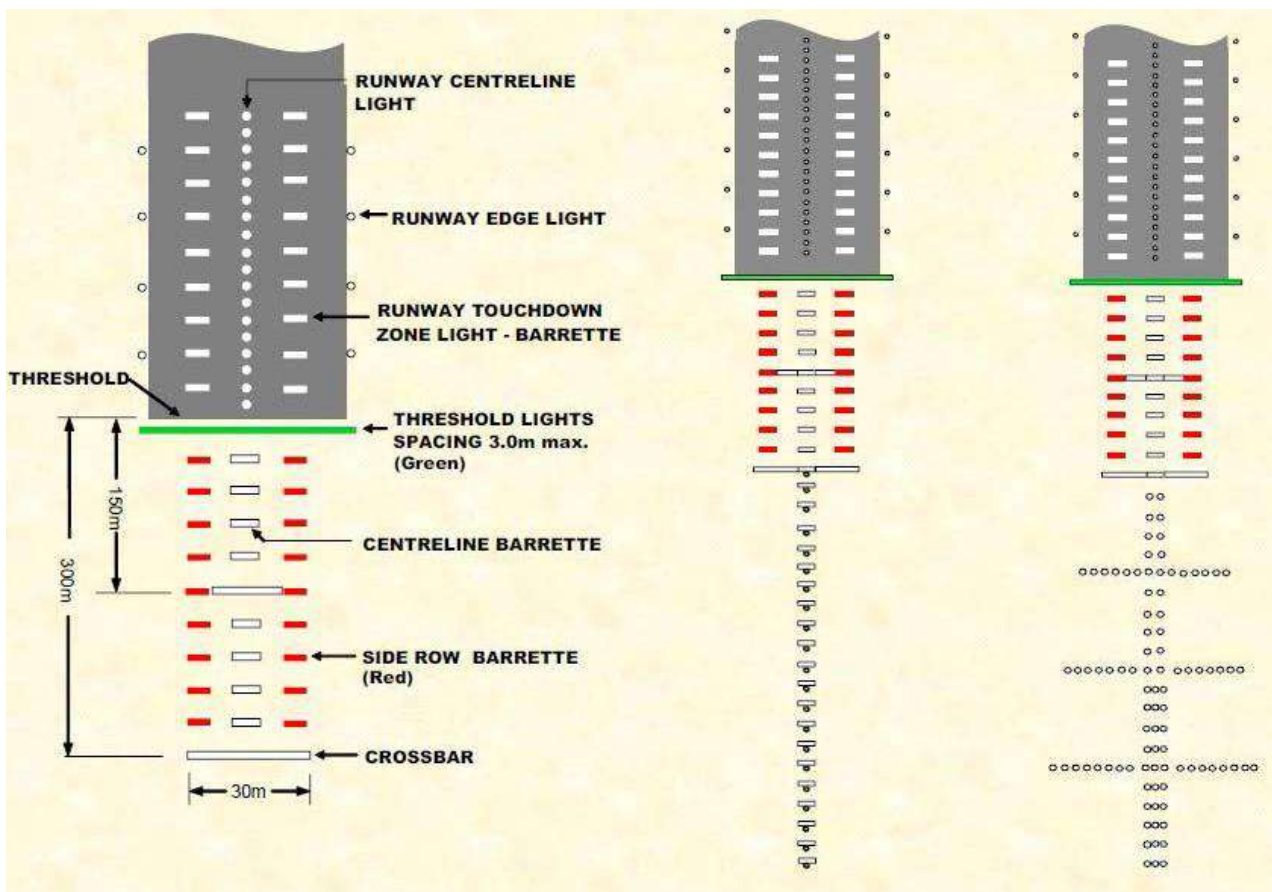 RUNWAY CENTRELINE
LIGHT
RUNWAY EDGE LIGHT
RUNWAY TOUCHDOWN
ZONE LIGHT - BARRETTE
THRESHOLD
THRESHOLD LIGHTS
SPACING 3.0m max.
(Green)
150m
CENTRELINE BARRETTE
300m
SIDE ROW BARRETTE
(Red)
CROSSBAR
30m